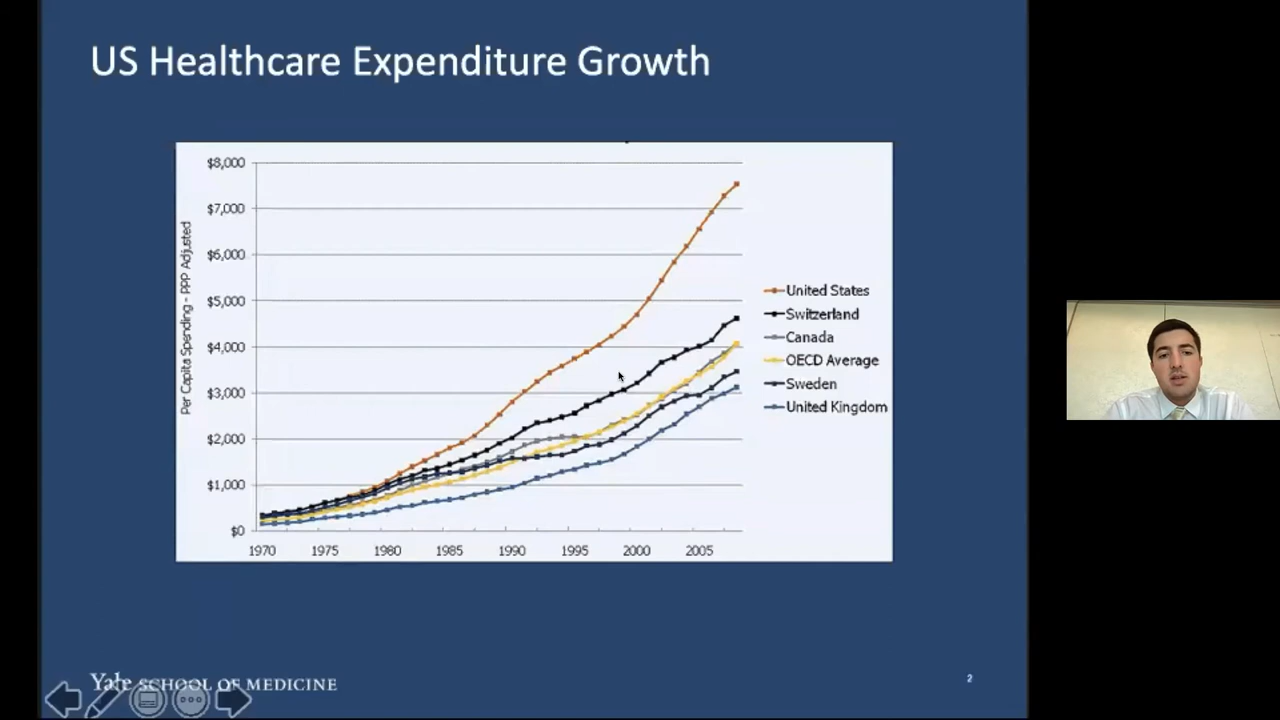 US Healthcare Expenditure Growth
Per Capita Spending - PPP Adjusted
$8,000
$7,000
$6,000
$5,000
$4,000
$3,000
$2,000
$1,000
$0
1970 1975 1980 1985 1990 1995 2000 2005
United States
Switzerland
Canada
OECD Average
Sweden
United Kingdom
Yale SCHOOL OF MEDICINE
2